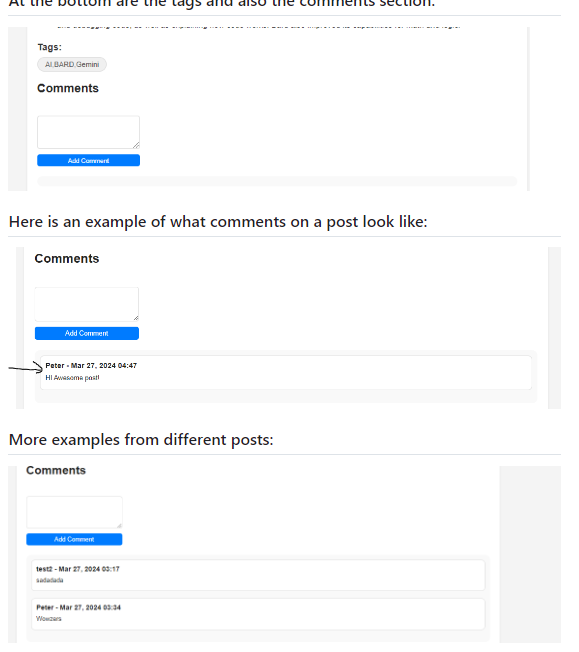 At the bottom are the tags and also the comments section:
Tags:
AI,BARD,Gemini
Comments
Add Comment
Here is an example of what comments on a post look like:
Comments
Add Comment
Peter - Mar 27, 2024 04:47
HI Awesome post!
More examples from different posts:
Comments
Add Comment
test2 - Mar 27, 2024 03:17
sadadada
Peter - Mar 27, 2024 03:34
Wowzars